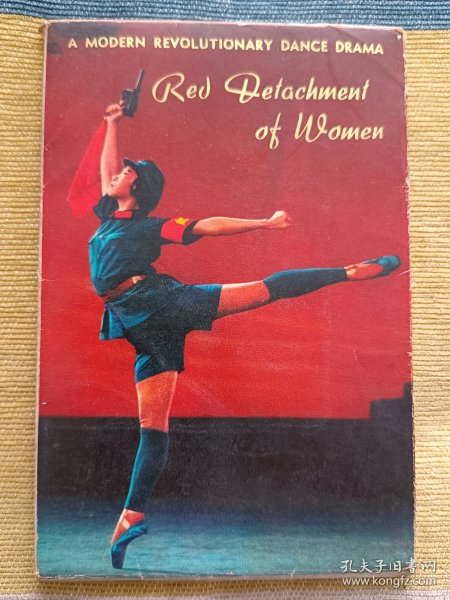 A MODERN REVOLUTIONARY DANCE DRAMA
Red Detachment
of Women
孔夫子旧书网
www.kongfz.com